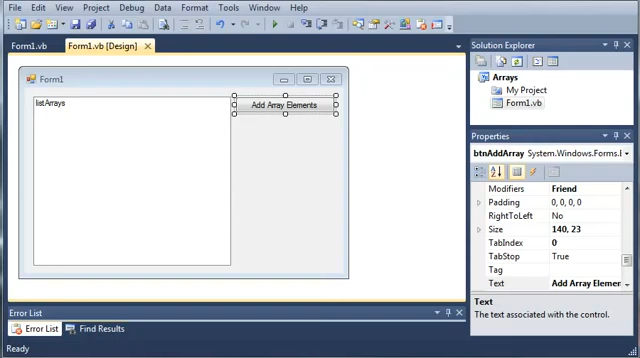 File Edit View Project Debug Data Format Tools Window Help
Form1.vb Form1.vb [Design]
Form1
listArrays
Add Array Elements
Solution Explorer
Arrays
My Project
Form1.vb
Properties
btnAddArray System.Windows.Forms.
Modifiers Friend
Padding 0, 0, 0, 0
RightToLeft No
Size 140, 23
TabIndex 0
TabStop True
Tag
Text Add Array Elemen
Text
The text associated with the control.
Error List
Error List Find Results
Ready